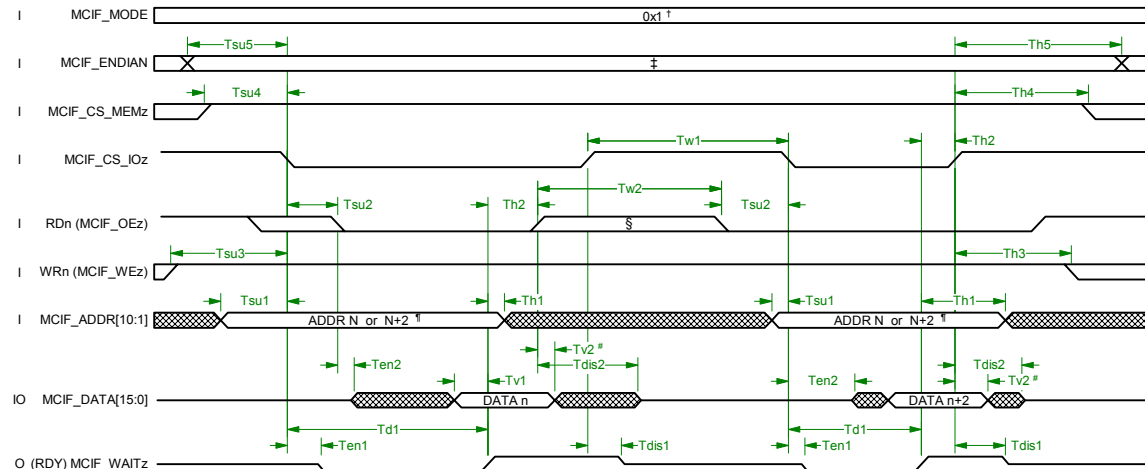 I MCIF_MODE 0x1 †
Tsu5 Th5
I MCIF_ENDIAN ‡
Tsu4 Th4
I MCIF_CS_MEMz
Tw1 Th2
I MCIF_CS_IOz
Tsu2 Th2 Tw2 Tsu2
I RDn (MCIF_OEz) §
Tsu3 Th3
I WRn (MCIF_WEz)
Tsu1 Th1 Tsu1 Th1
I MCIF_ADDR[10:1] ADDR N or N+2 ¶ ADDR N or N+2 ¶
Tv2 #
Ten2 Tdis2 Ten2 Tdis2
Tv1 Tv2 #
IO MCIF_DATA[15:0] DATA n DATA n+2
Td1 Td1
Ten1 Tdis1 Ten1 Tdis1
O (RDY) MCIF_WAITz